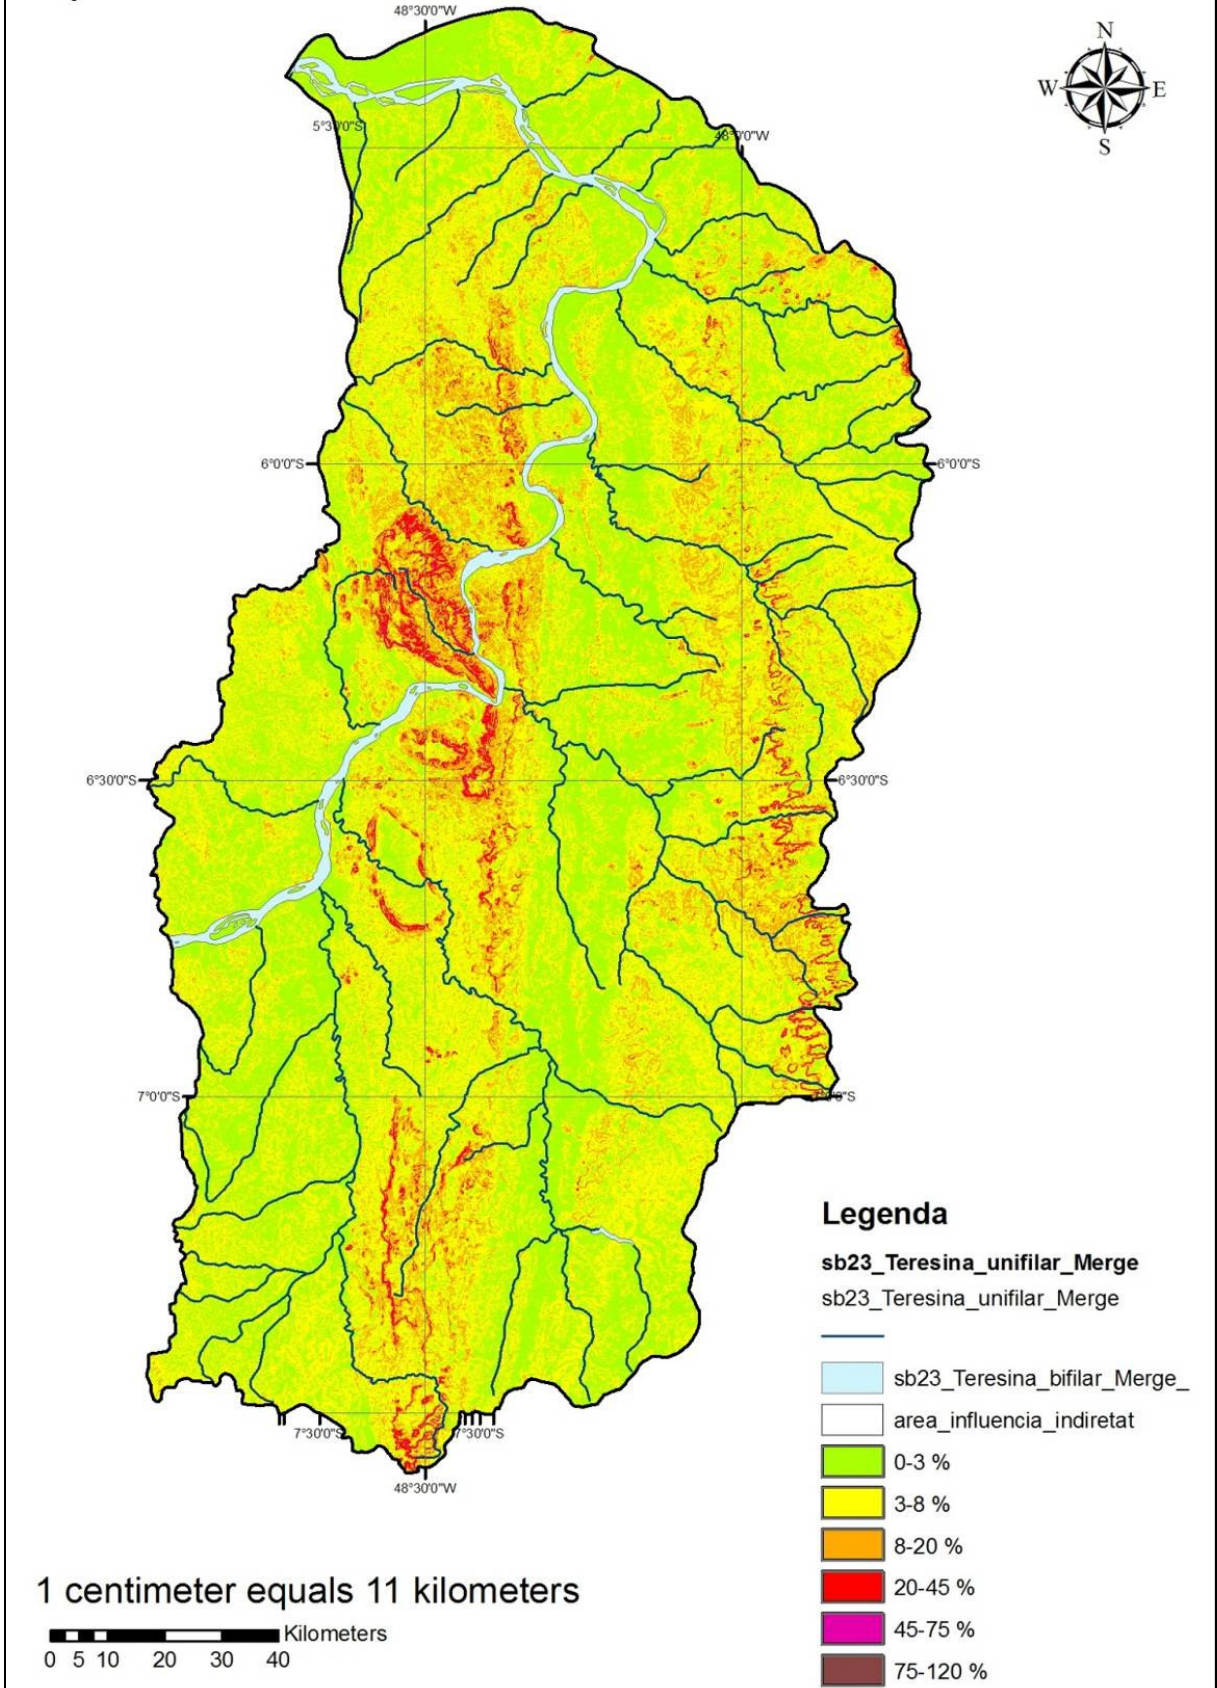 48°30'0"W
N
W
E
S
5°30'0"S
48°0'0"W
6°0'0"S
6°0'0"S
6°30'0"S
6°30'0"S
7°0'0"S
7°0'0"S
7°30'0"S
7°30'0"S
48°30'0"W
Legenda
sb23_Teresina_unifilar_Merge
sb23_Teresina_unifilar_Merge
sb23_Teresina_bifilar_Merge_
area_influencia_indiretat
0-3 %
3-8 %
8-20 %
20-45 %
45-75 %
75-120 %
1 centimeter equals 11 kilometers
Kilometers
0 5 10 20 30 40